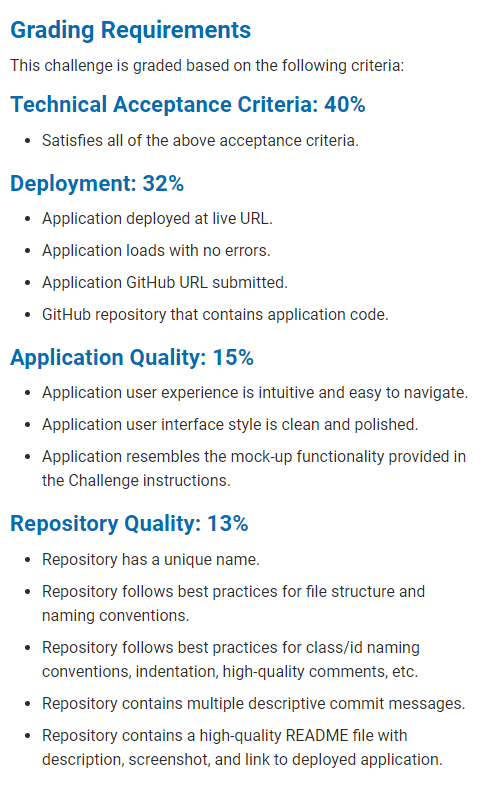 Grading Requirements
This challenge is graded based on the following criteria:
Technical Acceptance Criteria: 40%
• Satisfies all of the above acceptance criteria.
Deployment: 32%
• Application deployed at live URL.
• Application loads with no errors.
• Application GitHub URL submitted.
• GitHub repository that contains application code.
Application Quality: 15%
• Application user experience is intuitive and easy to navigate.
• Application user interface style is clean and polished.
• Application resembles the mock-up functionality provided in
the Challenge instructions.
Repository Quality: 13%
• Repository has a unique name.
• Repository follows best practices for file structure and
naming conventions.
• Repository follows best practices for class/id naming
conventions, indentation, high-quality comments, etc.
• Repository contains multiple descriptive commit messages.
• Repository contains a high-quality README file with
description, screenshot, and link to deployed application.